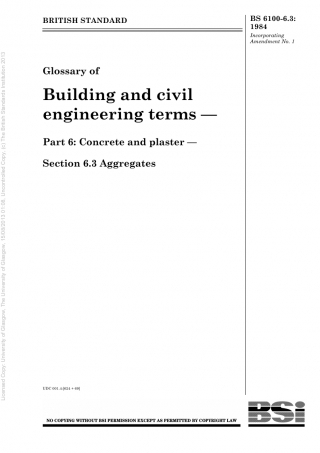 BRITISH STANDARD
BS 6100-6.3:
1984
Incorporating
Amendment No. 1
Glossary of
Building and civil
engineering terms —
Part 6: Concrete and plaster —
Section 6.3 Aggregates
NO COPYING WITHOUT BSI PERMISSION EXCEPT AS PERMITTED BY COPYRIGHT LAW
BSi